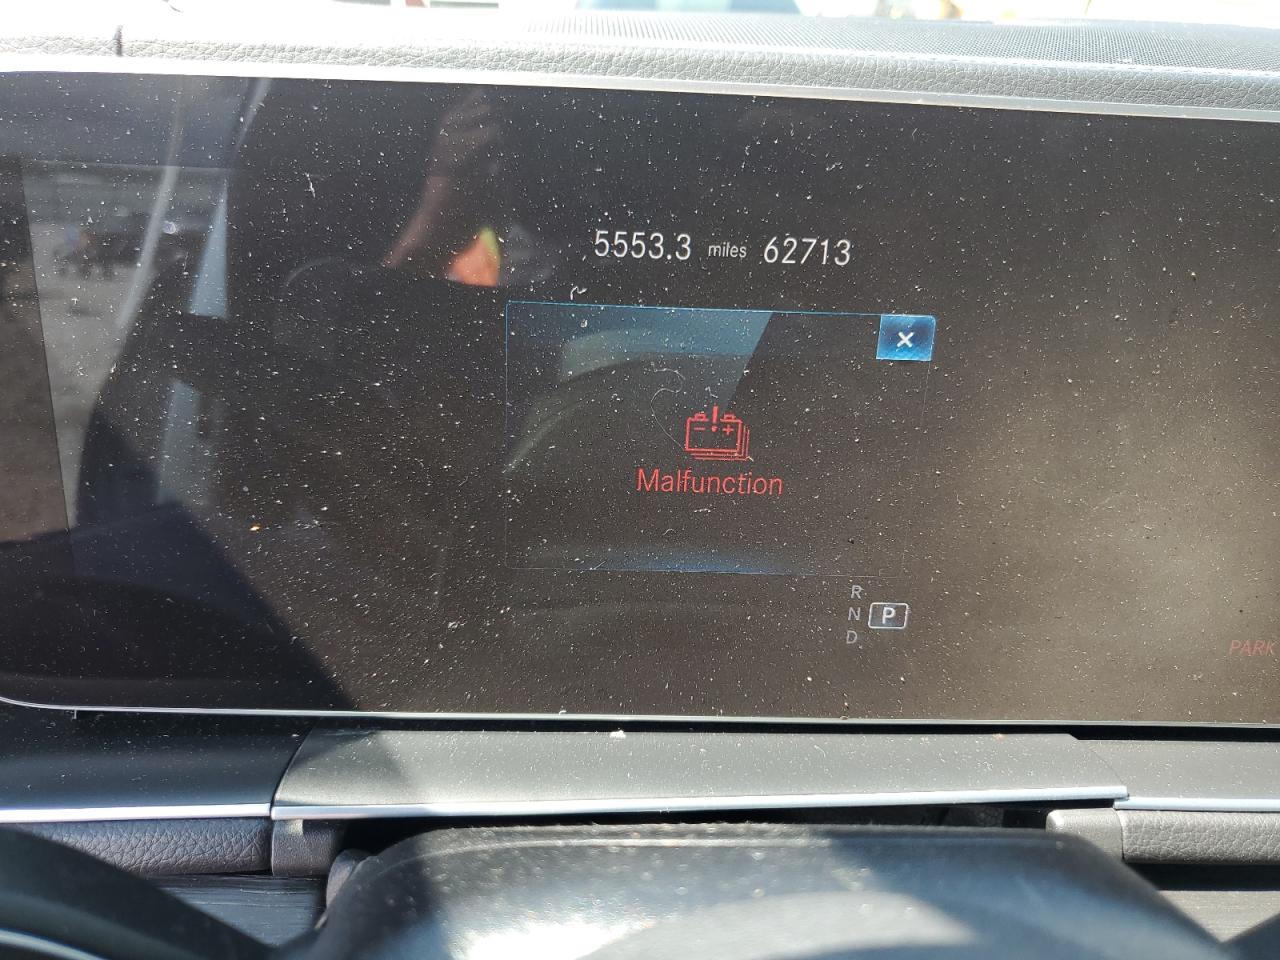 5553.3 miles 62713
×
- ! +
Malfunction
R
N P
D
PARK